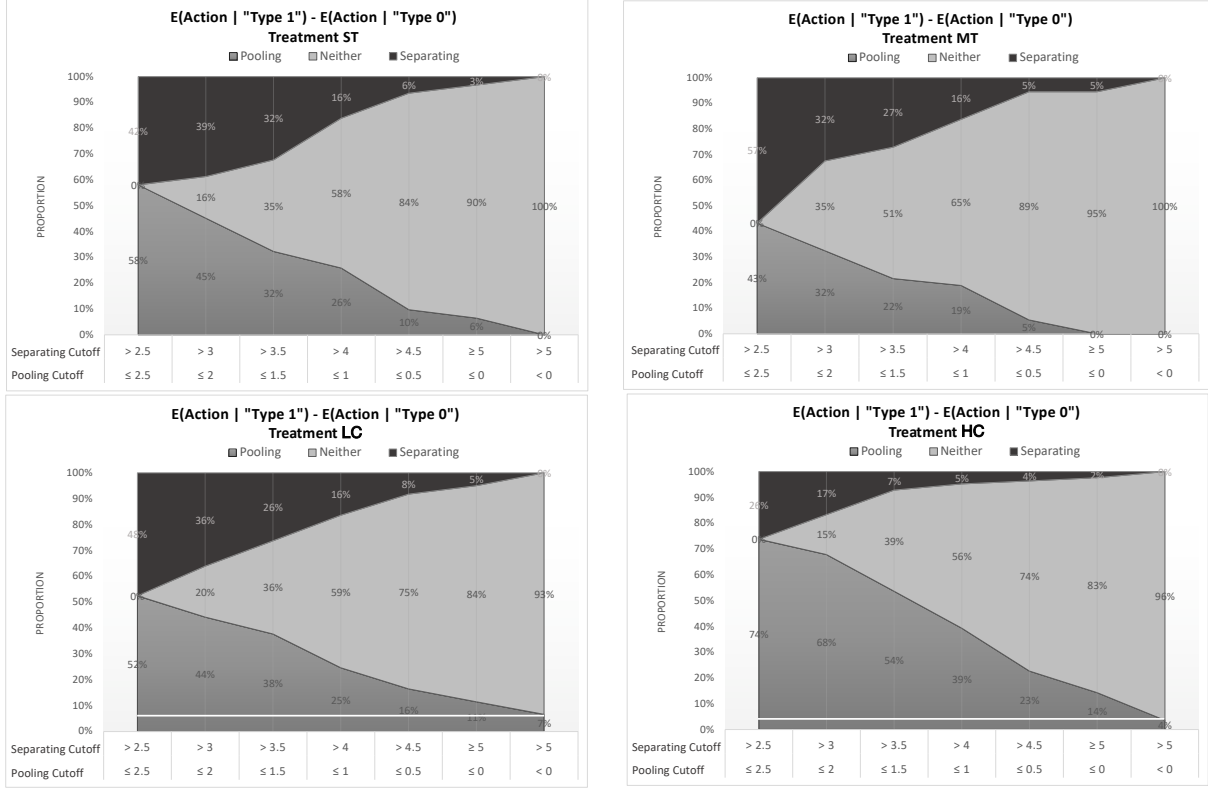 E(Action | "Type 1") - E(Action | "Type 0")
Treatment ST
Pooling Neither Separating
100%
90%
80%
70%
60%
50%
40%
30%
20%
10%
0%
PROPORTION
42% 39% 32% 16% 6% 3% 0%
0% 16% 35% 58% 84% 90% 100%
58% 45% 32% 26% 10% 6% 0%
Separating Cutoff > 2.5 > 3 > 3.5 > 4 > 4.5 ≥ 5 > 5
Pooling Cutoff ≤ 2.5 ≤ 2 ≤ 1.5 ≤ 1 ≤ 0.5 ≤ 0 < 0
E(Action | "Type 1") - E(Action | "Type 0")
Treatment MT
Pooling Neither Separating
100%
90%
80%
70%
60%
50%
40%
30%
20%
10%
0%
PROPORTION
57% 32% 27% 16% 5% 5% 0%
0% 35% 51% 65% 89% 95% 100%
43% 32% 22% 19% 5% 0% 0%
Separating Cutoff > 2.5 > 3 > 3.5 > 4 > 4.5 ≥ 5 > 5
Pooling Cutoff ≤ 2.5 ≤ 2 ≤ 1.5 ≤ 1 ≤ 0.5 ≤ 0 < 0
E(Action | "Type 1") - E(Action | "Type 0")
Treatment LC
Pooling Neither Separating
100%
90%
80%
70%
60%
50%
40%
30%
20%
10%
0%
PROPORTION
48% 36% 26% 16% 8% 5% 0%
0% 20% 36% 59% 75% 84% 93%
52% 44% 38% 25% 16% 11% 7%
Separating Cutoff > 2.5 > 3 > 3.5 > 4 > 4.5 ≥ 5 > 5
Pooling Cutoff ≤ 2.5 ≤ 2 ≤ 1.5 ≤ 1 ≤ 0.5 ≤ 0 < 0
E(Action | "Type 1") - E(Action | "Type 0")
Treatment HC
Pooling Neither Separating
100%
90%
80%
70%
60%
50%
40%
30%
20%
10%
0%
PROPORTION
26% 17% 7% 5% 4% 2% 0%
0% 15% 39% 56% 74% 83% 96%
74% 68% 54% 39% 23% 14% 4%
Separating Cutoff > 2.5 > 3 > 3.5 > 4 > 4.5 ≥ 5 > 5
Pooling Cutoff ≤ 2.5 ≤ 2 ≤ 1.5 ≤ 1 ≤ 0.5 ≤ 0 < 0